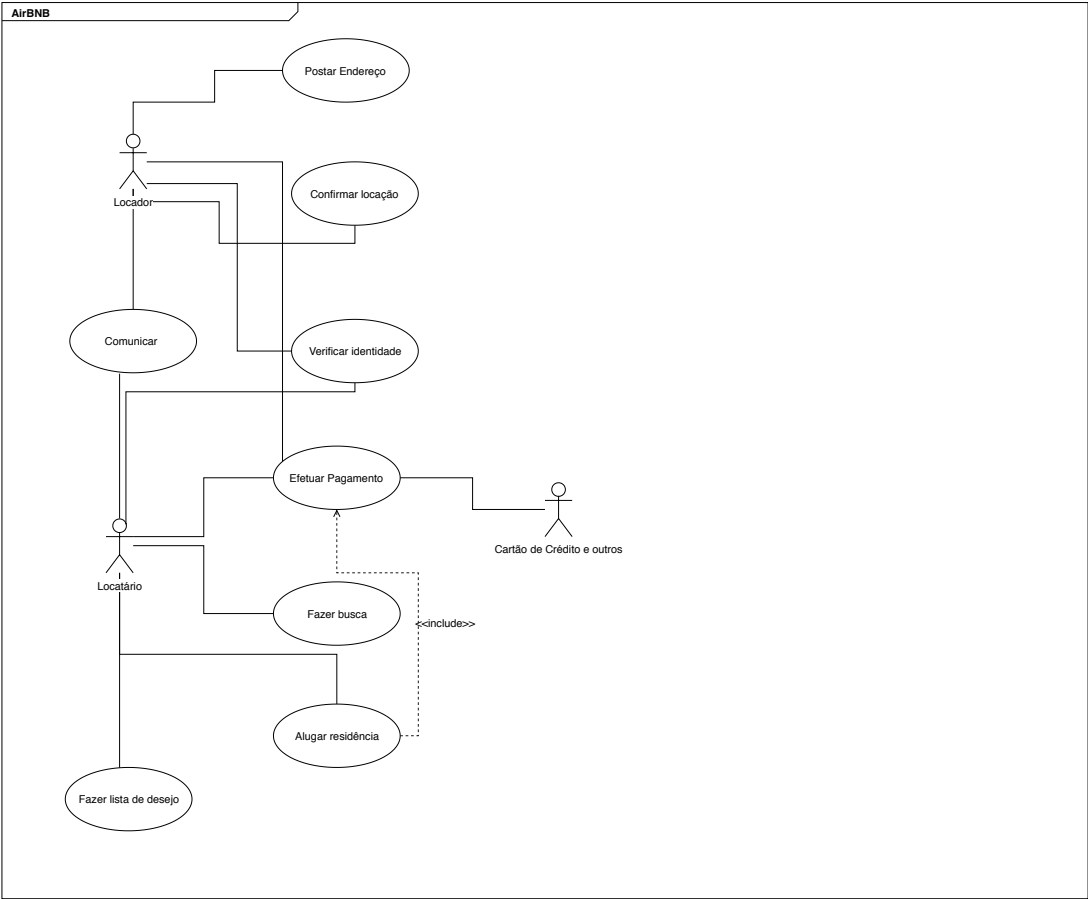 AirBNB
Postar Endereço
Locador
Confirmar locação
Comunicar
Verificar identidade
Efetuar Pagamento
Cartão de Crédito e outros
Locatário
Fazer busca
<<include>>
Alugar residência
Fazer lista de desejo